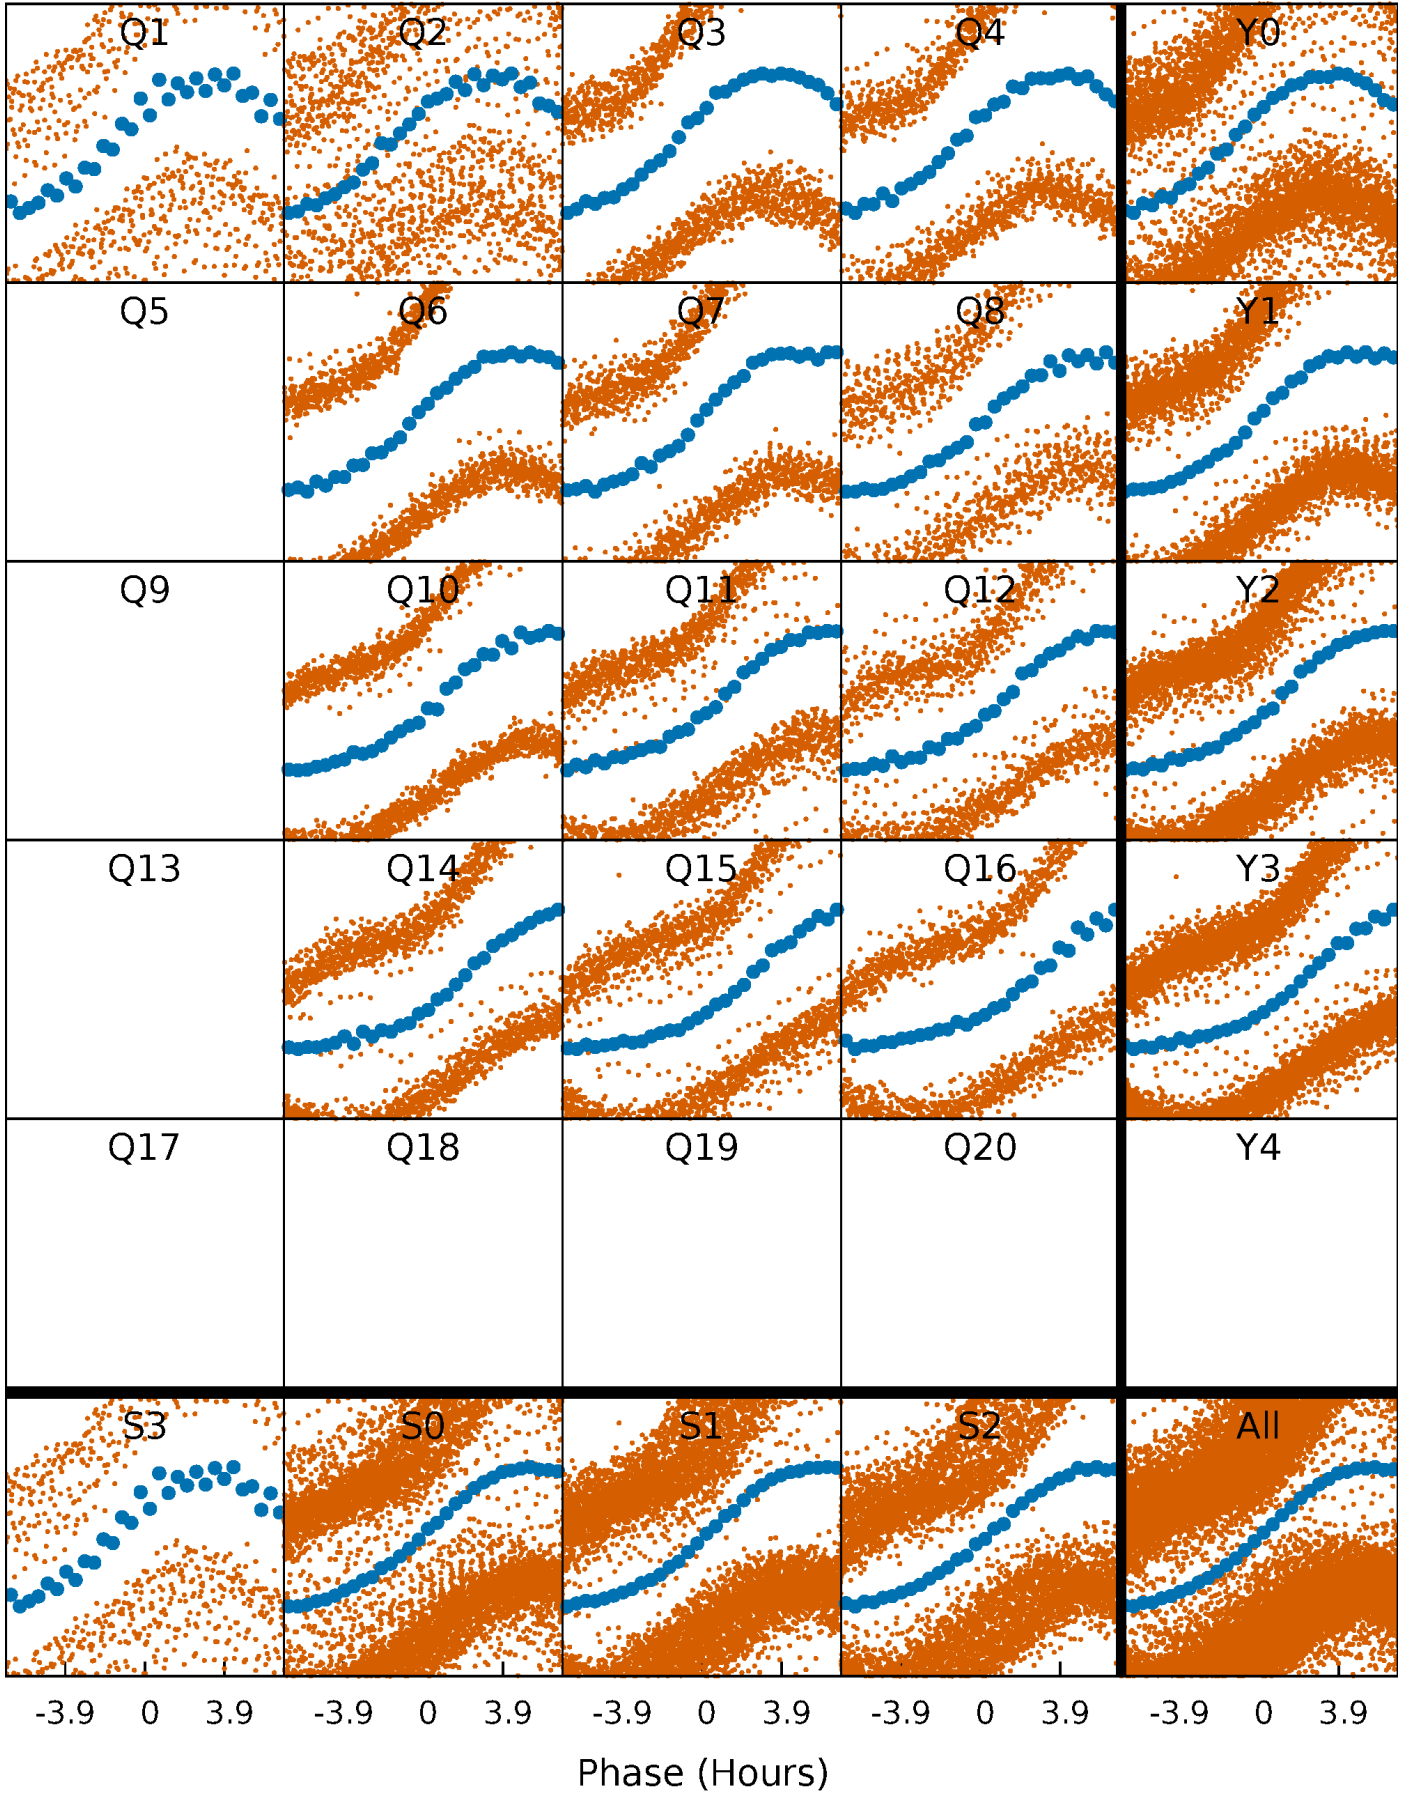 Q1 Q2 Q3 Q4 Y0
Q5 Q6 Q7 Q8 Y1
Q9 Q10 Q11 Q12 Y2
Q13 Q14 Q15 Q16 Y3
Q17 Q18 Q19 Q20 Y4
S3 S0 S1 S2 All
-3.9 0 3.9 -3.9 0 3.9 -3.9 0 3.9 -3.9 0 3.9 -3.9 0 3.9
Phase (Hours)